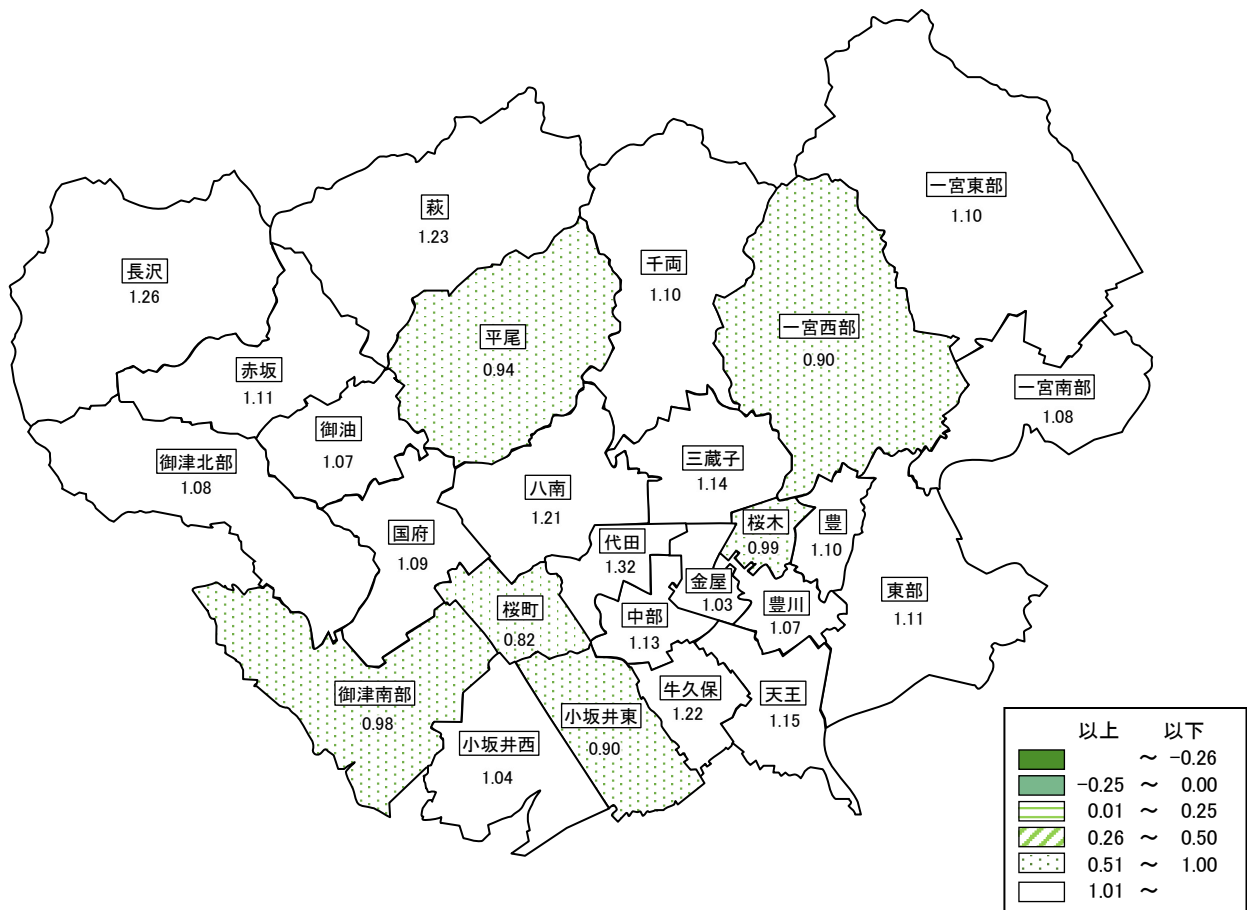 一宮東部
1.10
萩
1.23
長沢
1.26
千両
1.10
一宮西部
0.90
平尾
0.94
赤坂
1.11
一宮南部
1.08
御油
1.07
御津北部
1.08
三蔵子
1.14
八南
1.21
国府
1.09
代田
1.32
桜木
0.99
豊
1.10
金屋
1.03
東部
1.11
桜町
0.82
中部
1.13
豊川
1.07
御津南部
0.98
牛久保
1.22
天王
1.15
小坂井東
0.90
小坂井西
1.04
以上 以下
～ -0.26
-0.25 ～ 0.00
0.01 ～ 0.25
0.26 ～ 0.50
0.51 ～ 1.00
1.01 ～